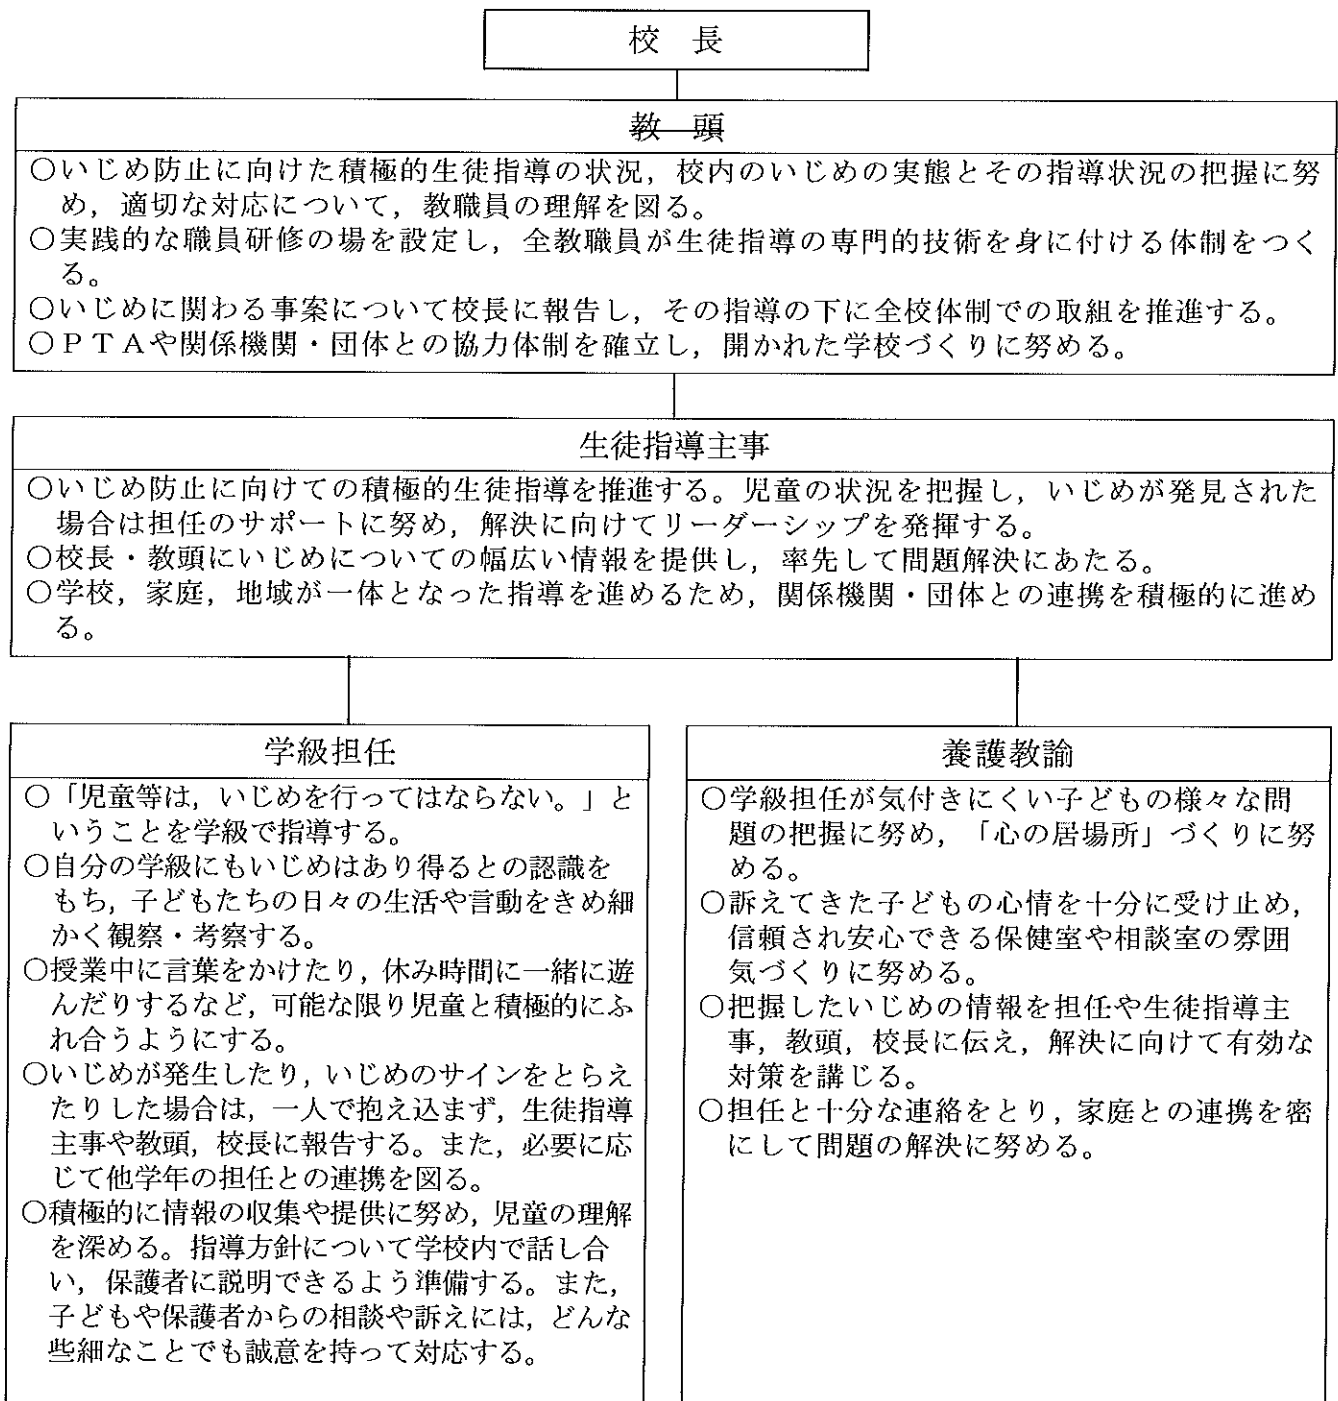 校　長
教　頭
○いじめ防止に向けた積極的生徒指導の状況，校内のいじめの実態とその指導状況の把握に努
め，適切な対応について，教職員の理解を図る。
○実践的な職員研修の場を設定し，全教職員が生徒指導の専門的技術を身に付ける体制をつく
る。
○いじめに関わる事案について校長に報告し，その指導の下に全校体制での取組を推進する。
○ＰＴＡや関係機関・団体との協力体制を確立し，開かれた学校づくりに努める。
生徒指導主事
○いじめ防止に向けての積極的生徒指導を推進する。児童の状況を把握し，いじめが発見された
場合は担任のサポートに努め，解決に向けてリーダーシップを発揮する。
○校長・教頭にいじめについての幅広い情報を提供し，率先して問題解決にあたる。
○学校，家庭，地域が一体となった指導を進めるため，関係機関・団体との連携を積極的に進め
る。
学級担任
○「児童等は，いじめを行ってはならない。」と
いうことを学級で指導する。
○自分の学級にもいじめはあり得るとの認識を
もち，子どもたちの日々の生活や言動をきめ細
かく観察・考察する。
○授業中に言葉をかけたり，休み時間に一緒に遊
んだりするなど，可能な限り児童と積極的にふ
れ合うようにする。
○いじめが発生したり，いじめのサインをとらえ
たりした場合は，一人で抱え込まず，生徒指導
主事や教頭，校長に報告する。また，必要に応
じて他学年の担任との連携を図る。
○積極的に情報の収集や提供に努め，児童の理解
を深める。指導方針について学校内で話し合
い，保護者に説明できるよう準備する。また，
子どもや保護者からの相談や訴えには，どんな
些細なことでも誠意を持って対応する。
養護教諭
○学級担任が気付きにくい子どもの様々な問
題の把握に努め，「心の居場所」づくりに努
める。
○訴えてきた子どもの心情を十分に受け止め，
信頼され安心できる保健室や相談室の雰囲
気づくりに努める。
○把握したいじめの情報を担任や生徒指導主
事，教頭，校長に伝え，解決に向けて有効な
対策を講じる。
○担任と十分な連絡をとり，家庭との連携を密
にして問題の解決に努める。